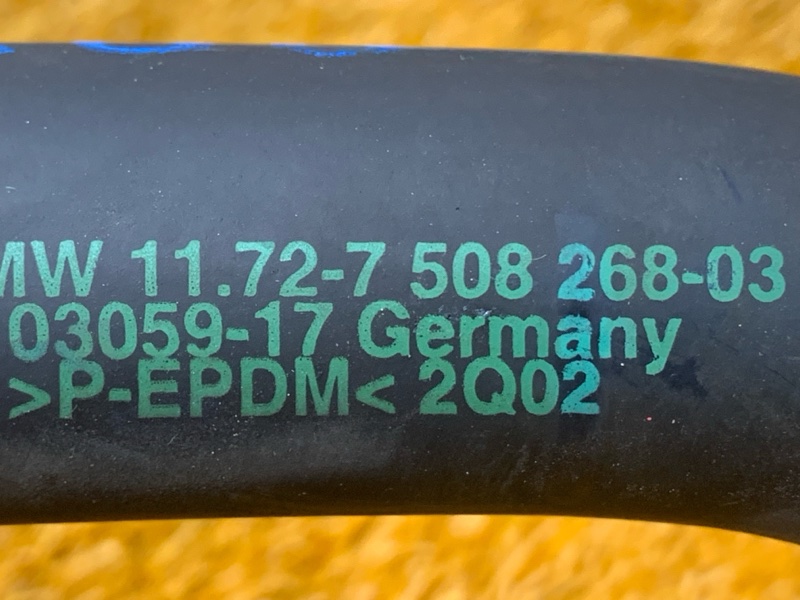 MW 11.72-7 508 268-03
03059-17 Germany
>P-EPDM< 2Q02